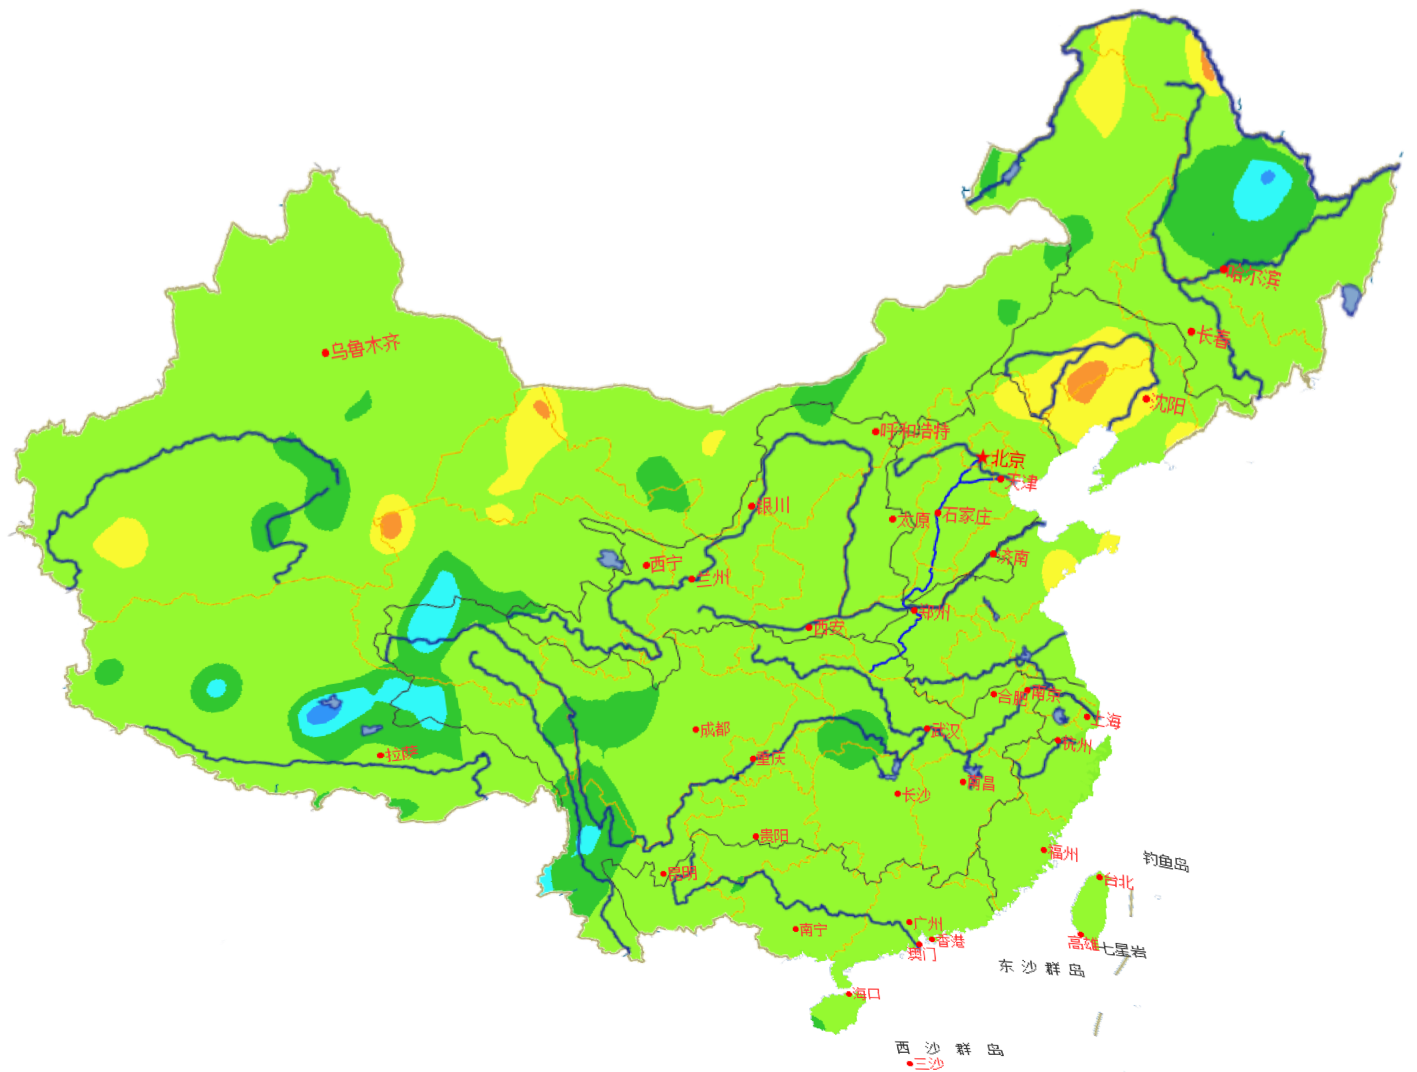 哈尔滨
长春
乌鲁木齐
沈阳
呼和浩特
北京
天津
银川
太原
石家庄
济南
西宁
兰州
郑州
西安
合肥
南京
上海
成都
武汉
杭州
拉萨
重庆
南昌
长沙
贵阳
福州
钓鱼岛
昆明
台北
广州
南宁
香港
高雄
七星岩
澳门
东沙群岛
海口
西沙群岛
三沙